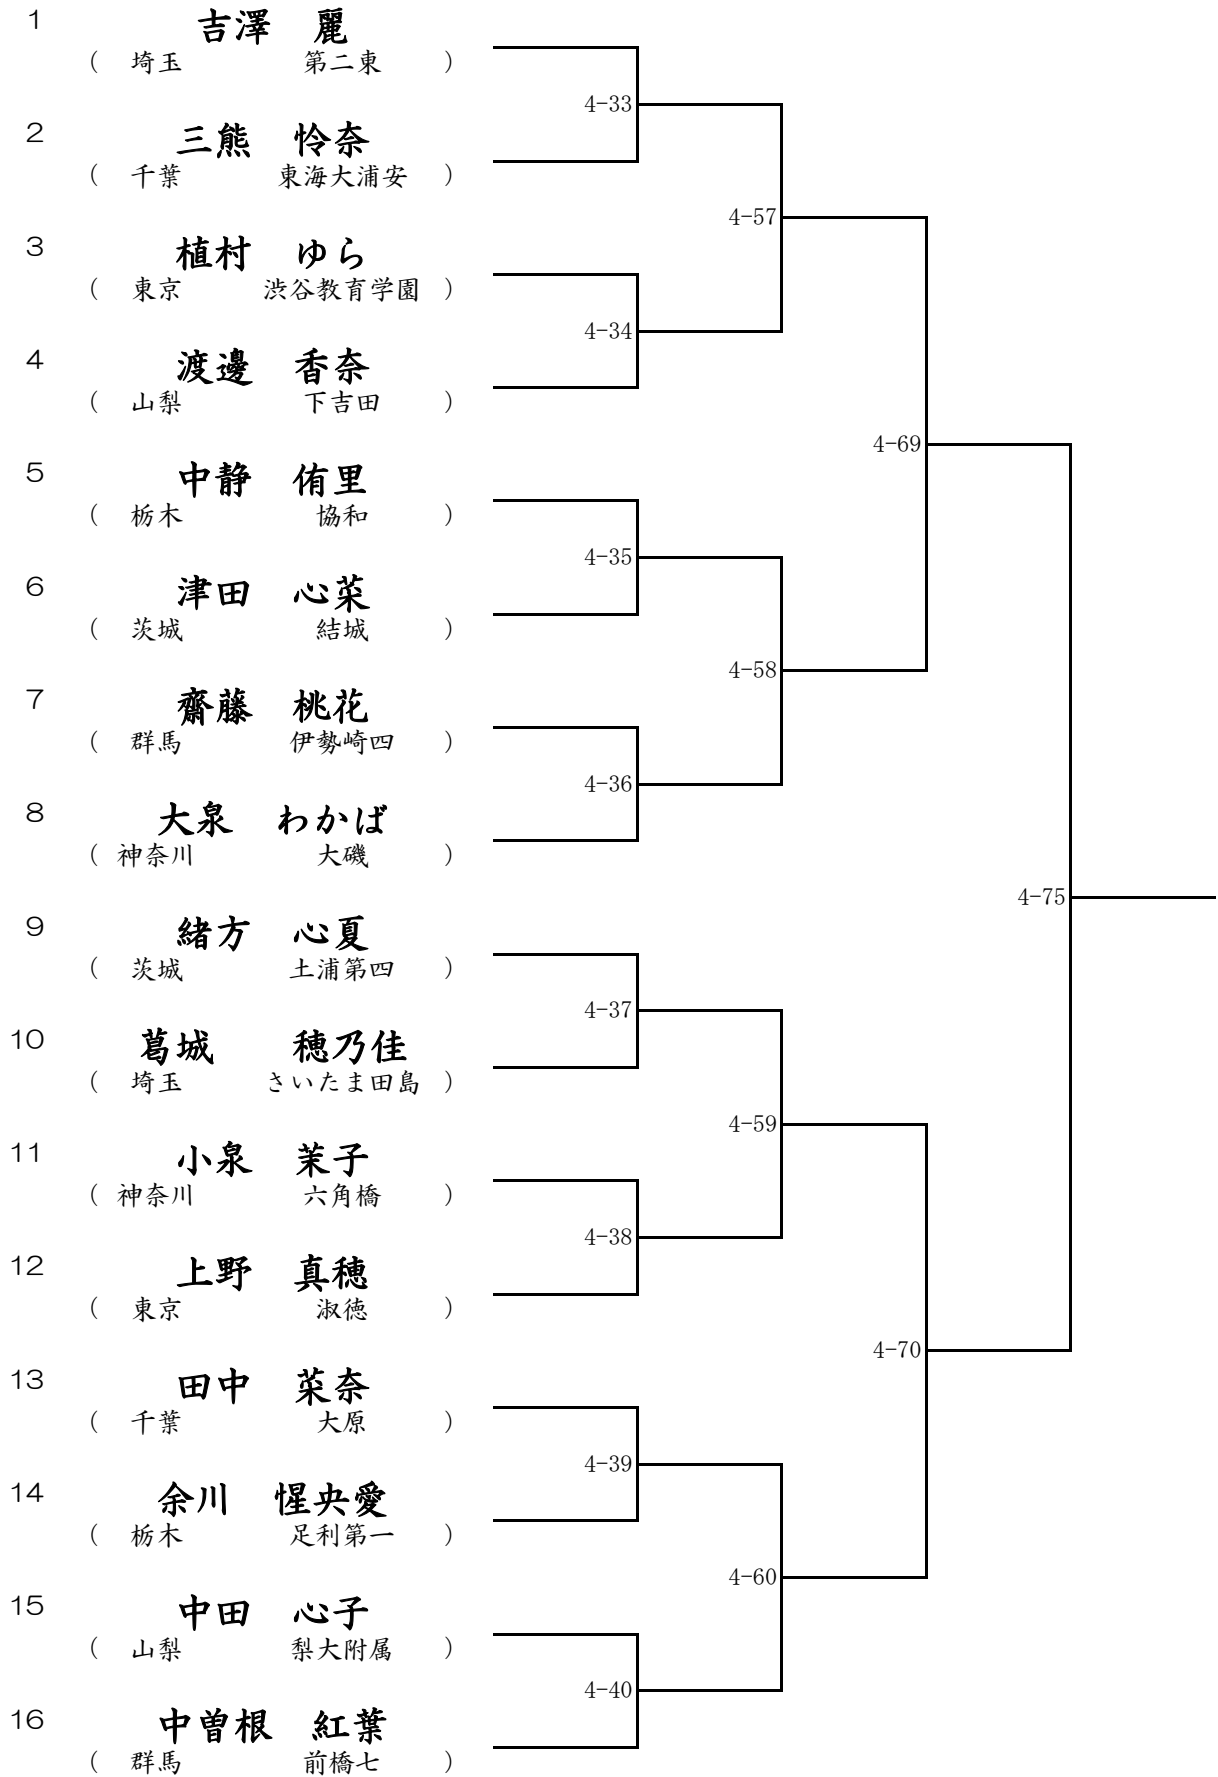 1 吉澤 麗
( 埼玉 第二東 )
4-33
2 三熊 怜奈
( 千葉 東海大浦安 )
4-57
3 植村 ゆら
( 東京 渋谷教育学園 )
4-34
4 渡邊 香奈
( 山梨 下吉田 )
4-69
5 中静 侑里
( 栃木 協和 )
4-35
6 津田 心菜
( 茨城 結城 )
4-58
7 齋藤 桃花
( 群馬 伊勢崎四 )
4-36
8 大泉 わかば
( 神奈川 大磯 )
4-75
9 緒方 心夏
( 茨城 土浦第四 )
4-37
10 葛城 穂乃佳
( 埼玉 さいたま田島 )
4-59
11 小泉 茉子
( 神奈川 六角橋 )
4-38
12 上野 真穂
( 東京 淑徳 )
4-70
13 田中 菜奈
( 千葉 大原 )
4-39
14 余川 惺央愛
( 栃木 足利第一 )
4-60
15 中田 心子
( 山梨 梨大附属 )
4-40
16 中曽根 紅葉
( 群馬 前橋七 )